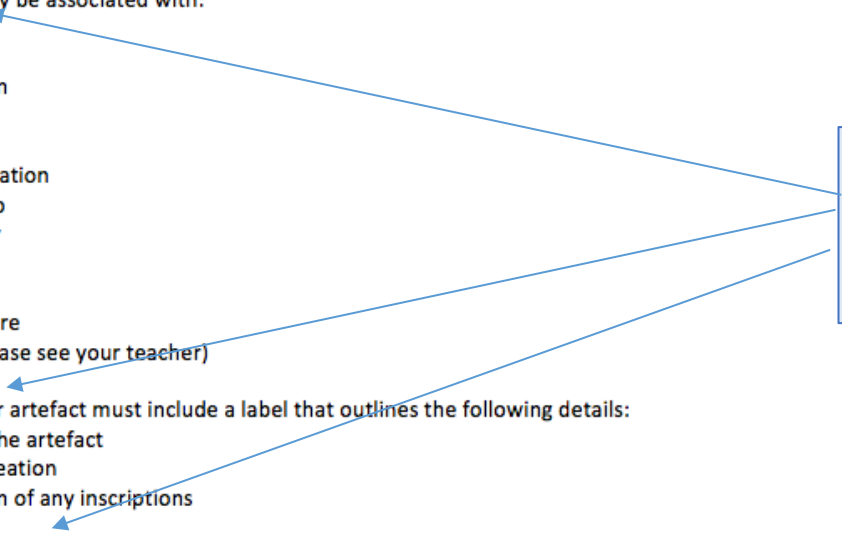 y be associated with:
n
ation
p
re
ase see your teacher)
r artefact must include a label that outlines the following details:
he artefact
eation
n of any inscriptions